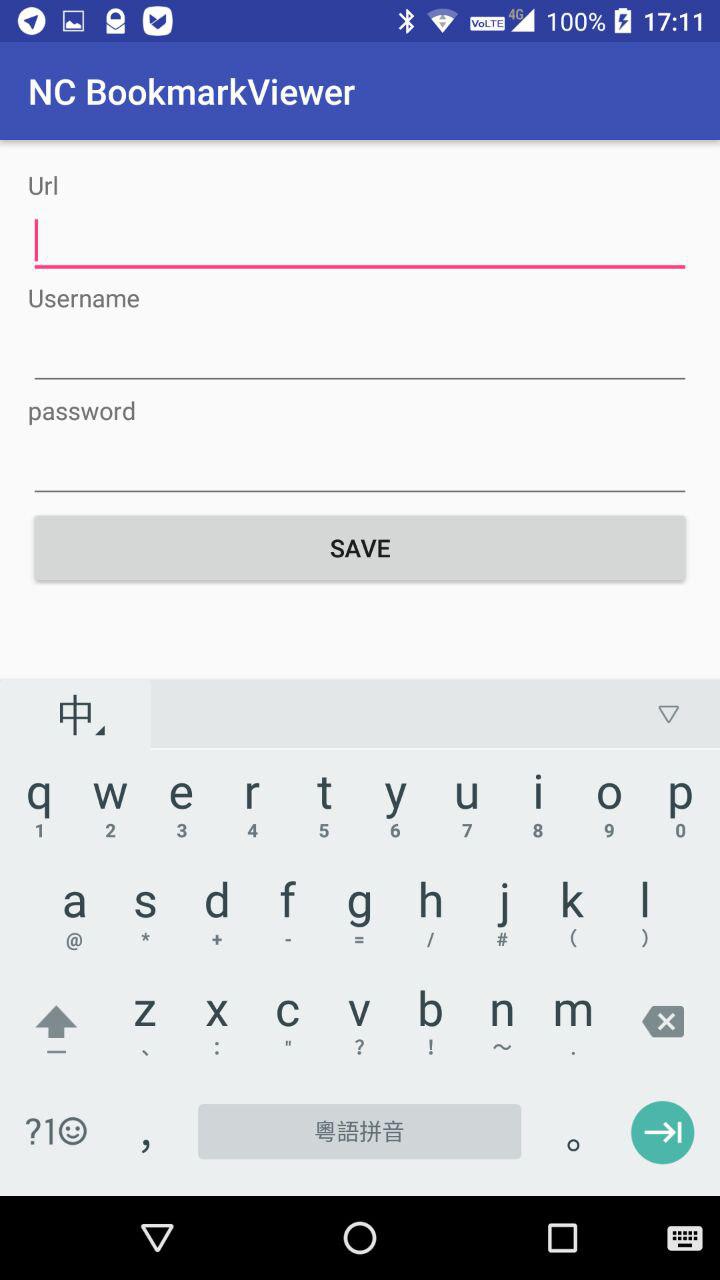 VoLTE 4G 100% 17:11
NC BookmarkViewer
Url
Username
password
SAVE
中
q w e r t y u i o p
1 2 3 4 5 6 7 8 9 0
a s d f g h j k l
@ * + - = / # ( )
z x c v b n m
、 : " ? ! ～ .
?1☺ , 粵語拼音 。